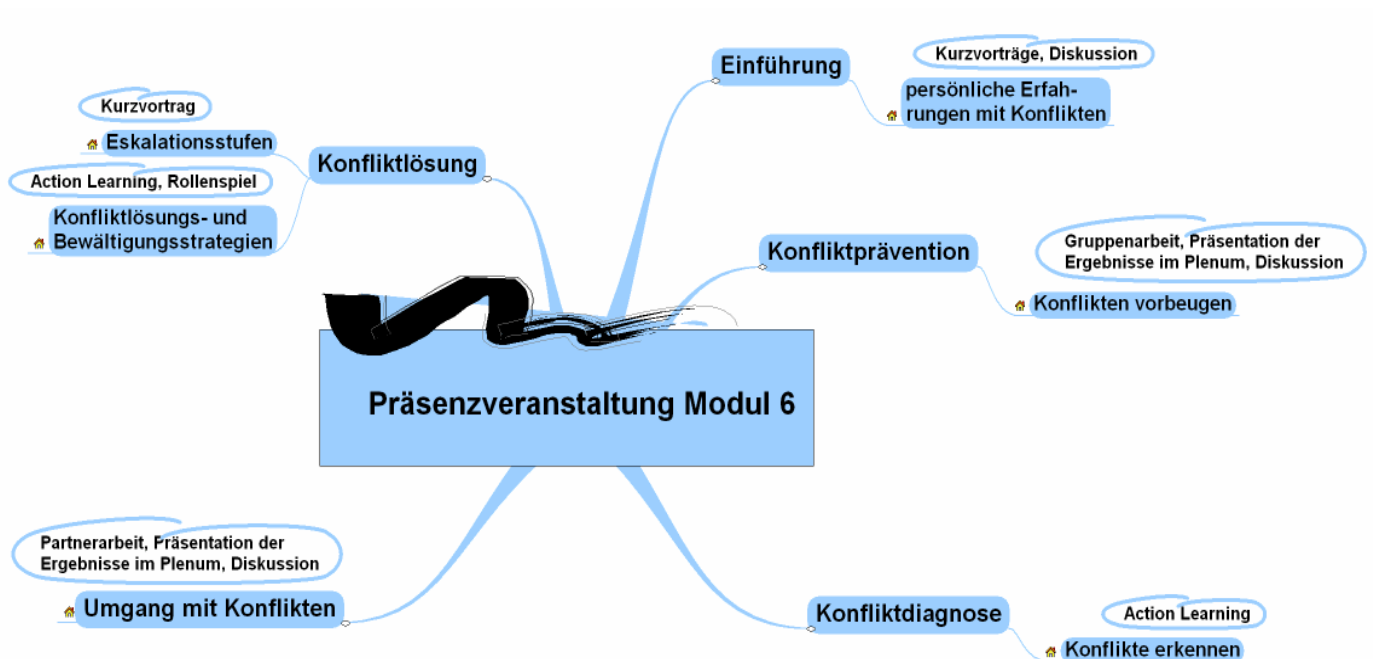 Einführung
Kurzvorträge, Diskussion
persönliche Erfah-
rungen mit Konflikten
Konfliktprävention
Gruppenarbeit, Präsentation der
Ergebnisse im Plenum, Diskussion
Konflikten vorbeugen
Konfliktdiagnose
Action Learning
Konflikte erkennen
Partnerarbeit, Präsentation der
Ergebnisse im Plenum, Diskussion
Umgang mit Konflikten
Konfliktlösung
Kurzvortrag
Eskalationsstufen
Action Learning, Rollenspiel
Konfliktlösungs- und
Bewältigungsstrategien
Präsenzveranstaltung Modul 6